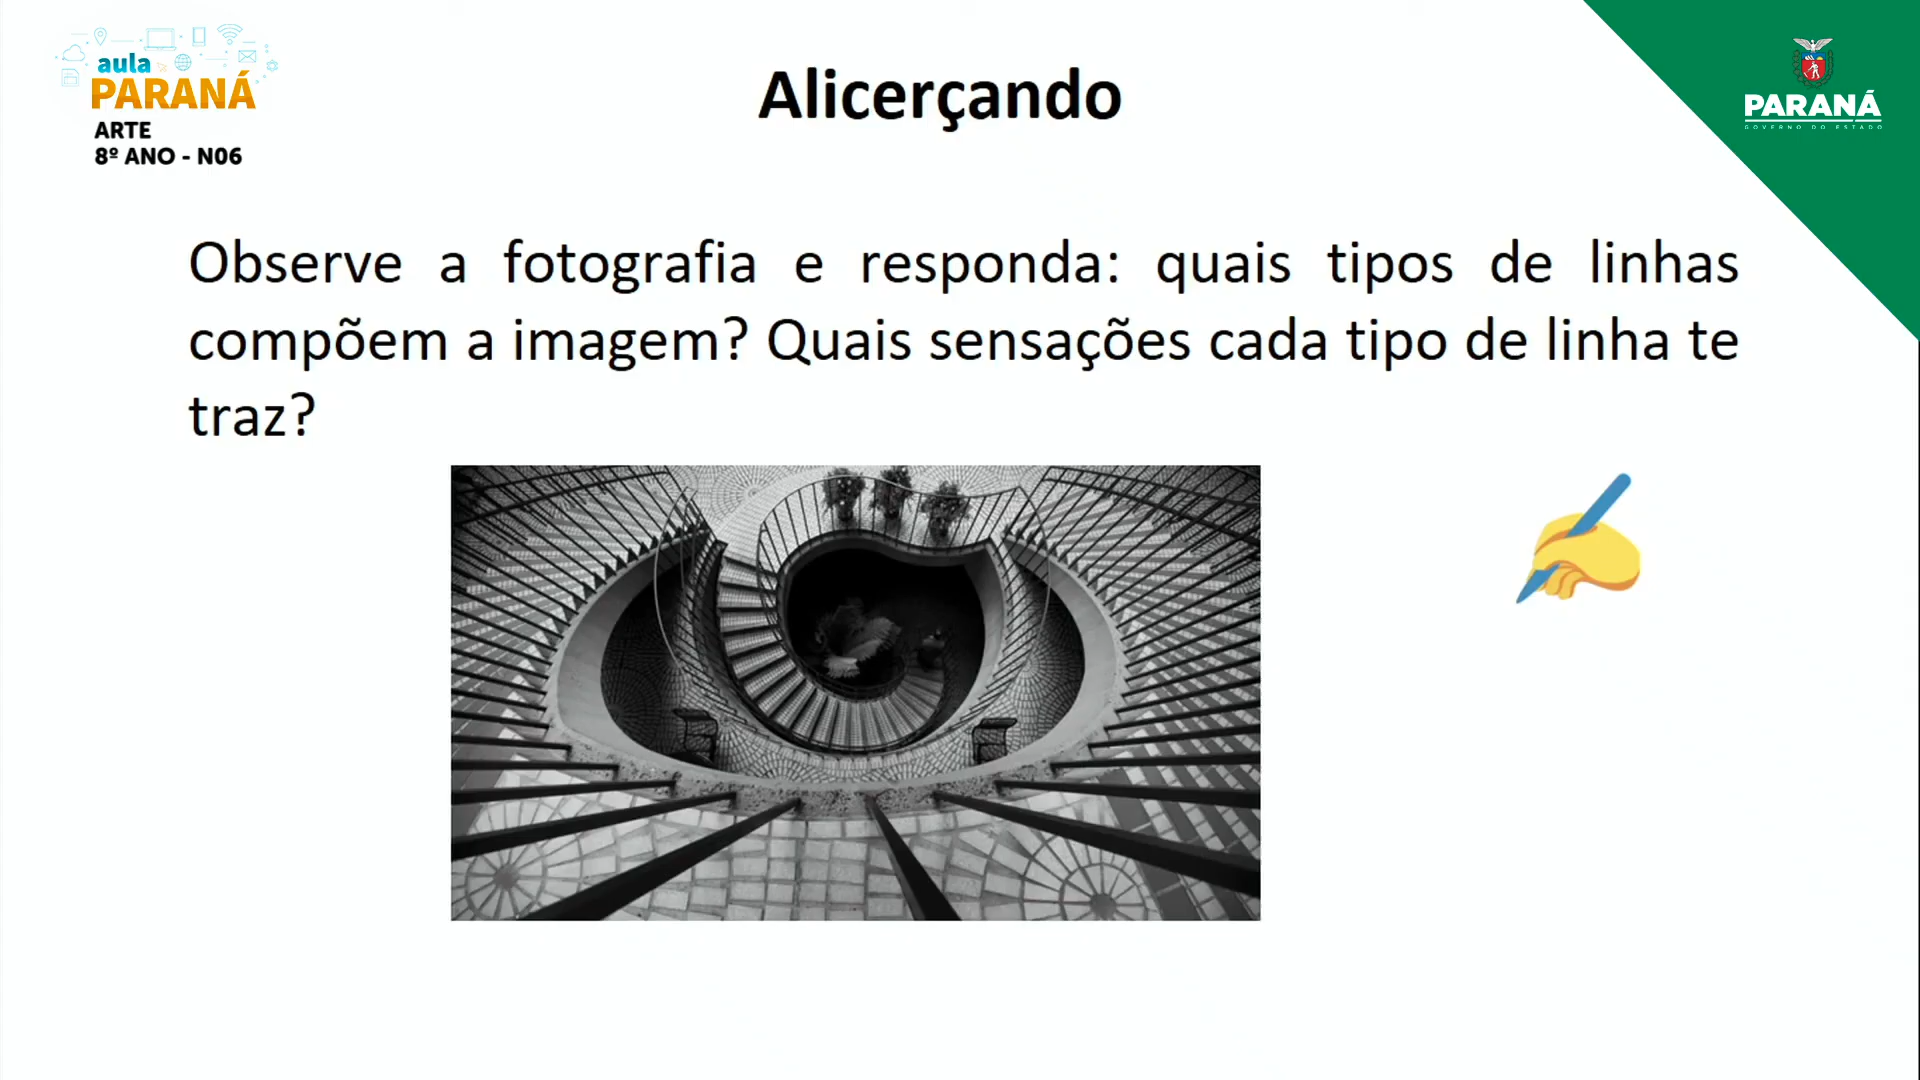 aula
PARANÁ
ARTE
8º ANO - N06
Alicerçando
PARANÁ
GOVERNO DO ESTADO
Observe a fotografia e responda: quais tipos de linhas
compõem a imagem? Quais sensações cada tipo de linha te
traz?